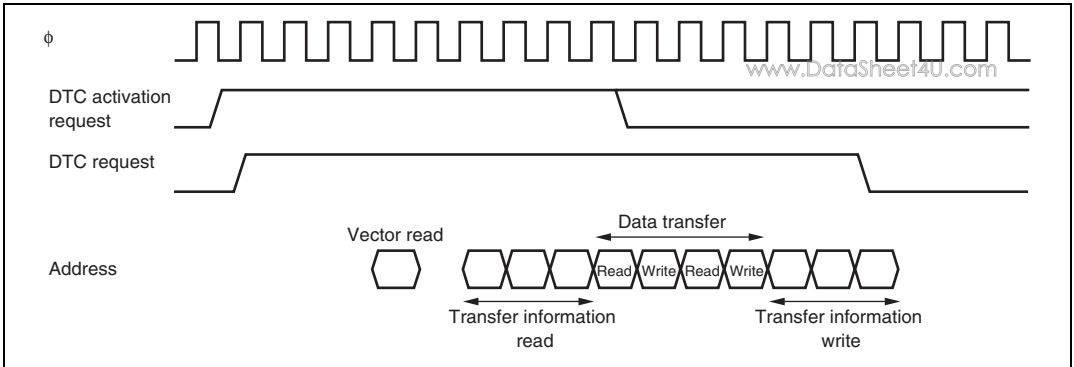 φ
www.DataSheet4U.com
DTC activation
request
DTC request
Data transfer
Vector read
Address
Read Write Read Write
Transfer information
read
Transfer information
write